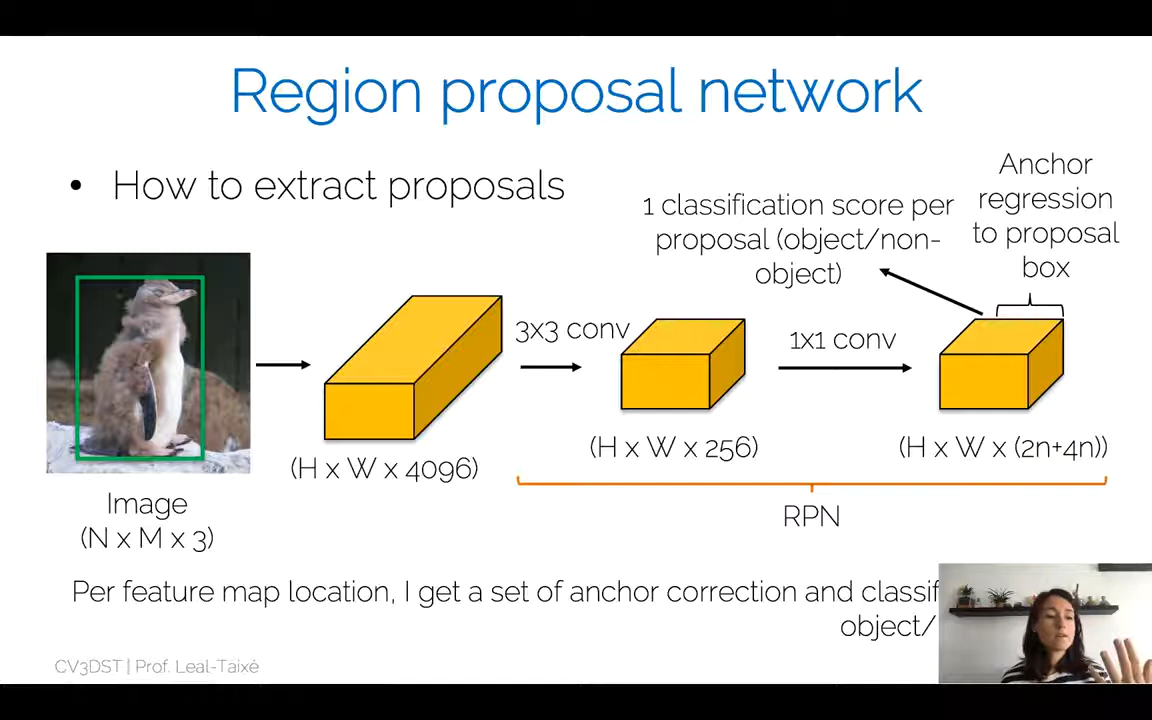 Region proposal network
• How to extract proposals
1 classification score per
proposal (object/non-
object)
Anchor
regression
to proposal
box
3x3 conv
1x1 conv
(H x W x 4096)
(H x W x 256)
(H x W x (2n+4n))
RPN
Image
(N x M x 3)
Per feature map location, I get a set of anchor correction and
object/
CV3DST | Prof. Leal-Taixé